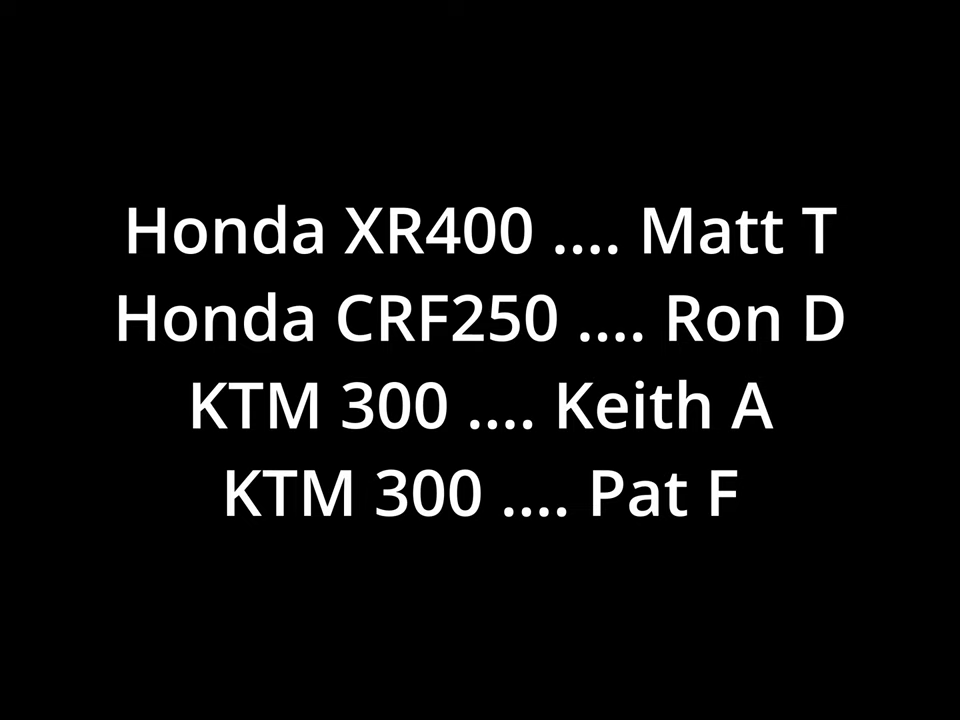 Honda XR400 .... Matt T
Honda CRF250 .... Ron D
KTM 300 .... Keith A
KTM 300 .... Pat F